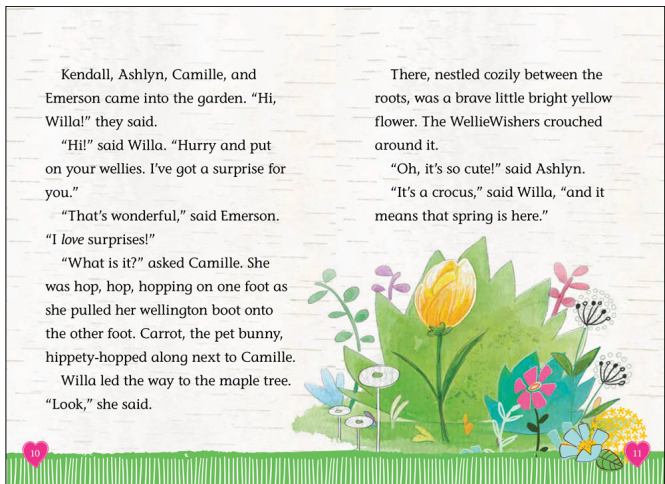 Kendall, Ashlyn, Camille, and
Emerson came into the garden. “Hi,
Willa!” they said.
“Hi!” said Willa. “Hurry and put
on your wellies. I’ve got a surprise for
you.”
“That’s wonderful,” said Emerson.
“I love surprises!”
“What is it?” asked Camille. She
was hop, hop, hopping on one foot as
she pulled her wellington boot onto
the other foot. Carrot, the pet bunny,
hippety-hopped along next to Camille.
Willa led the way to the maple tree.
“Look,” she said.
10
There, nestled cozily between the
roots, was a brave little bright yellow
flower. The WellieWishers crouched
around it.
“Oh, it’s so cute!” said Ashlyn.
“It’s a crocus,” said Willa, “and it
means that spring is here.”
11